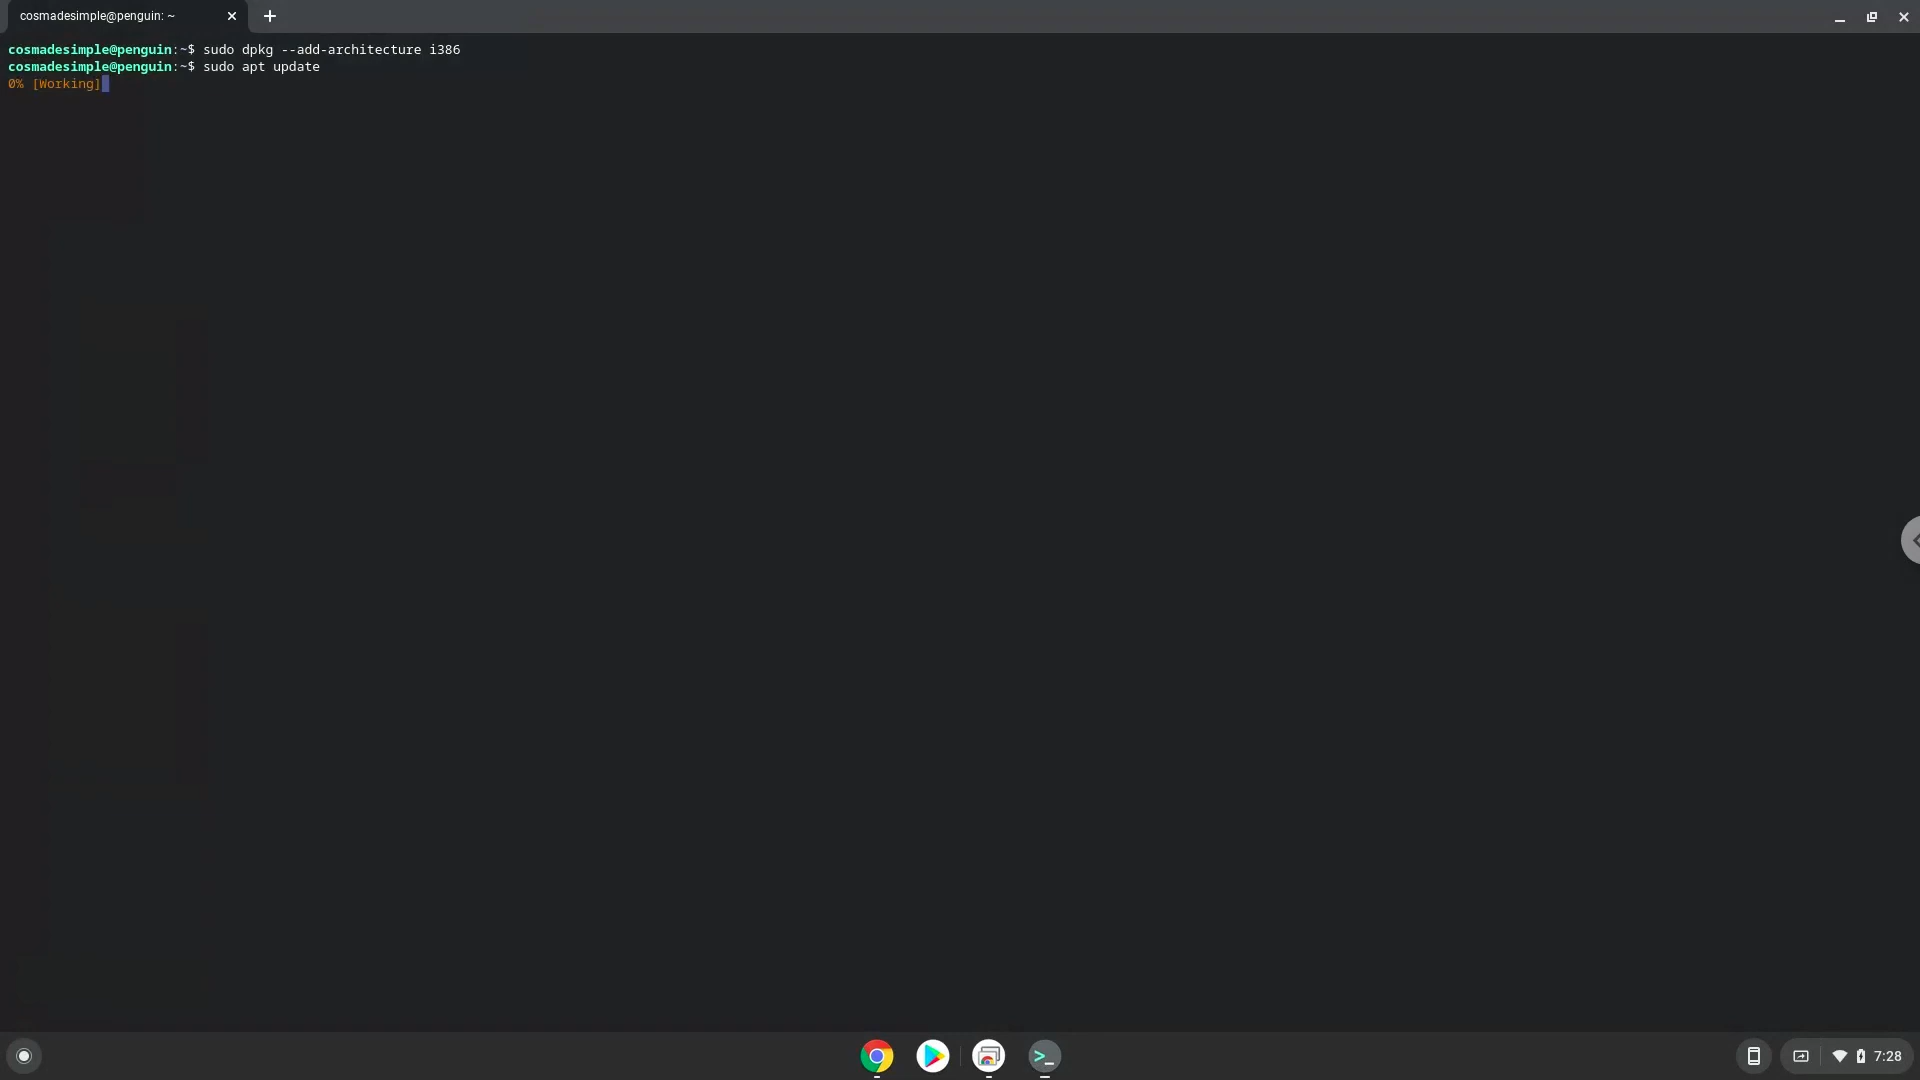 cosmadesimple@penguin: ~
cosmadesimple@penguin:~$ sudo dpkg --add-architecture i386
cosmadesimple@penguin:~$ sudo apt update
0% [Working]
>_
7:28